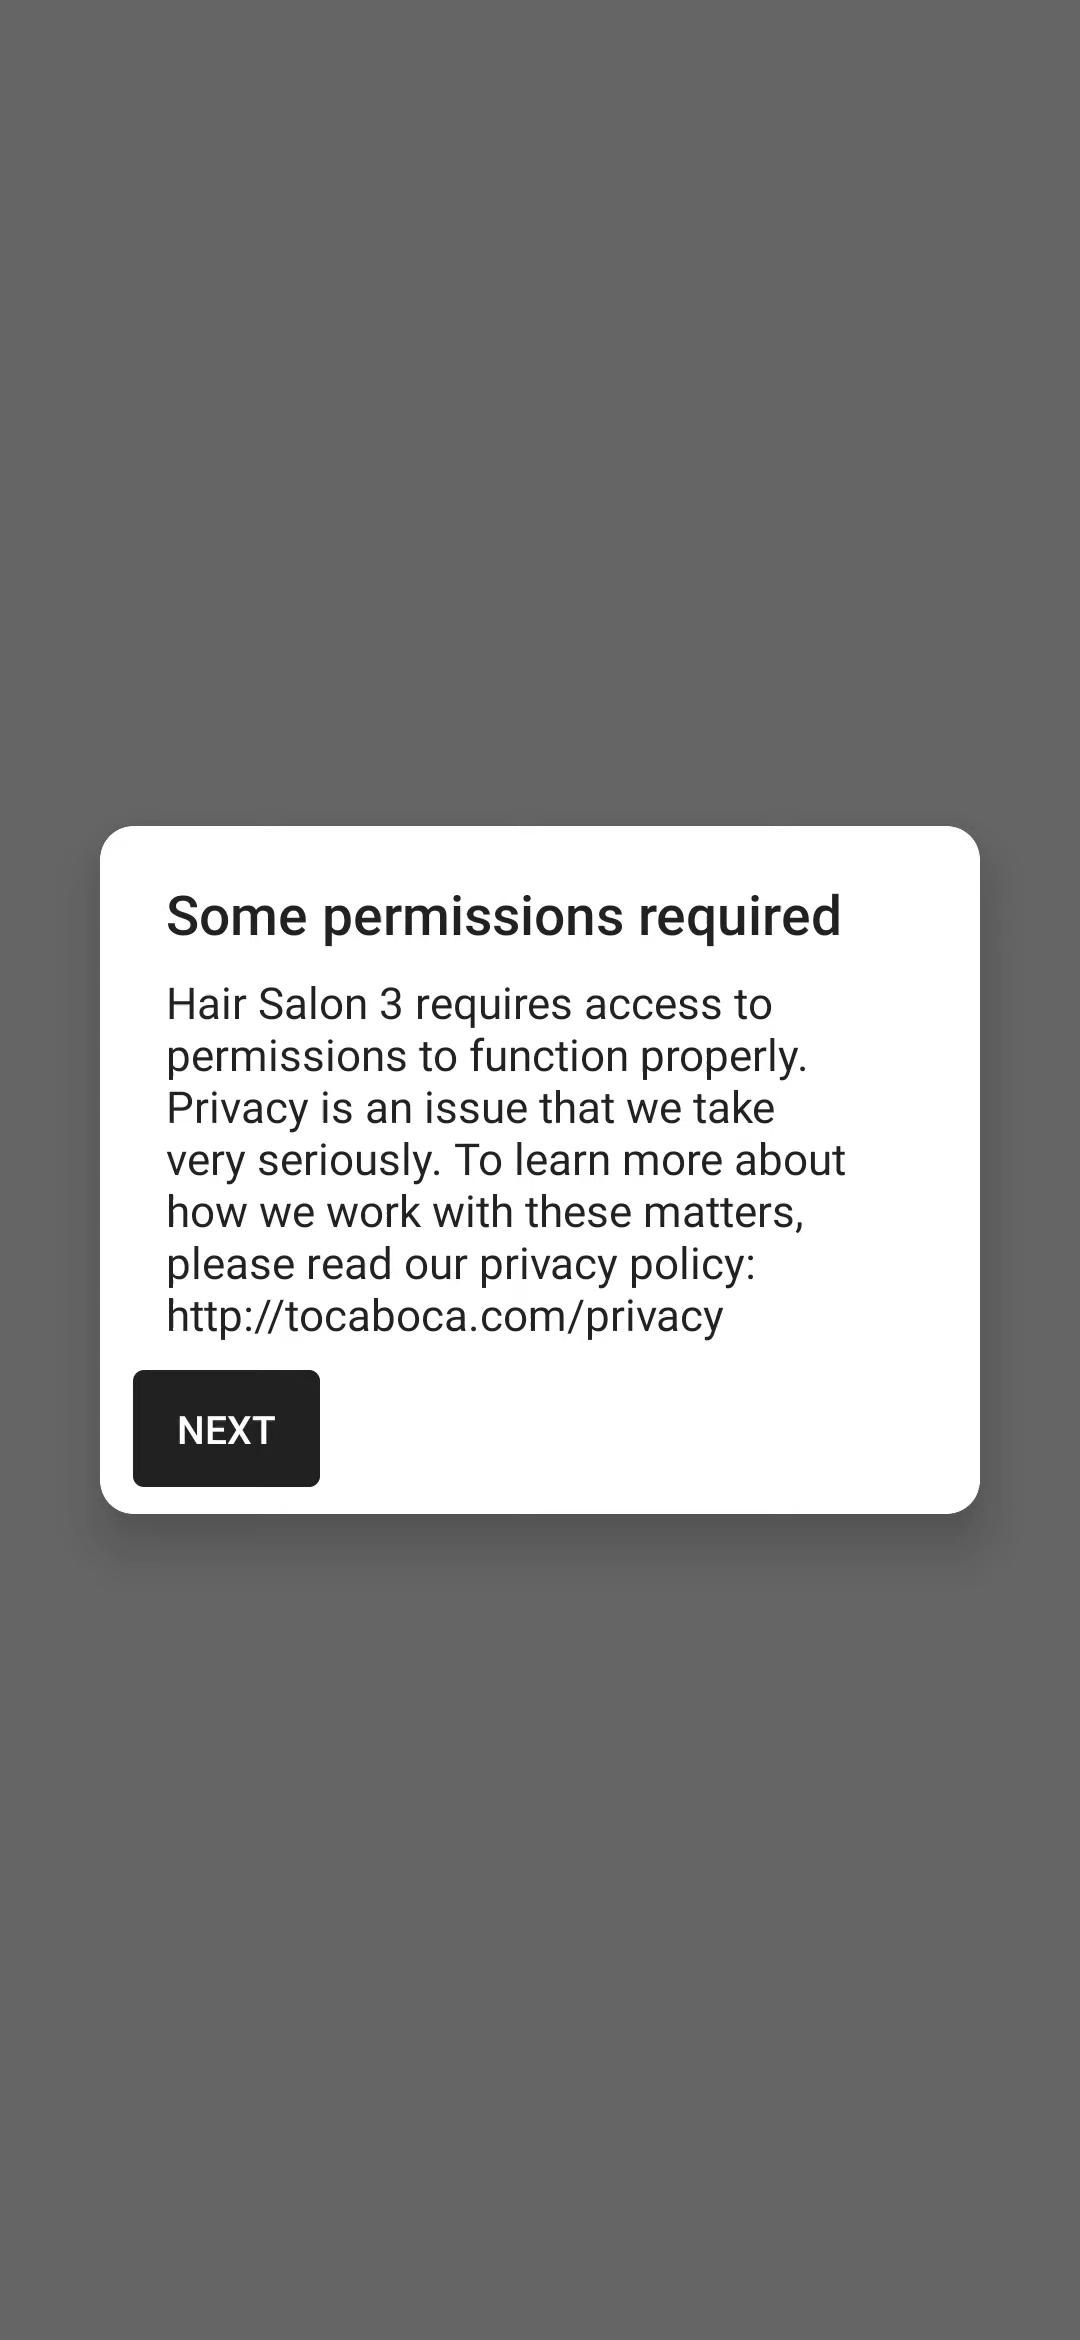 Some permissions required
Hair Salon 3 requires access to
permissions to function properly.
Privacy is an issue that we take
very seriously. To learn more about
how we work with these matters,
please read our privacy policy:
http://tocaboca.com/privacy
NEXT